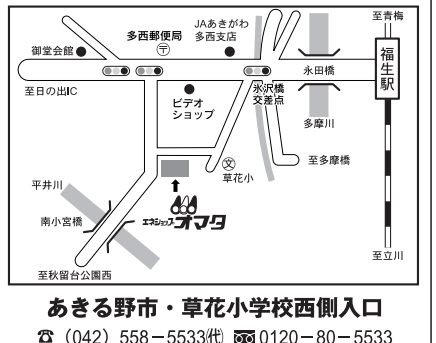 至青梅
JAあきがわ
多西支店
多西郵便局
〒
御堂会館
福生駅
永田橋
至日の出IC
氷沢橋
交差点
ビデオ
ショップ
多摩川
文
草花小
至多摩橋
平井川
南小宮橋
エネショップオマタ
至立川
至秋留台公園西
あきる野市・草花小学校西側入口
☎ (042) 558-5533㈹ 0120-80-5533